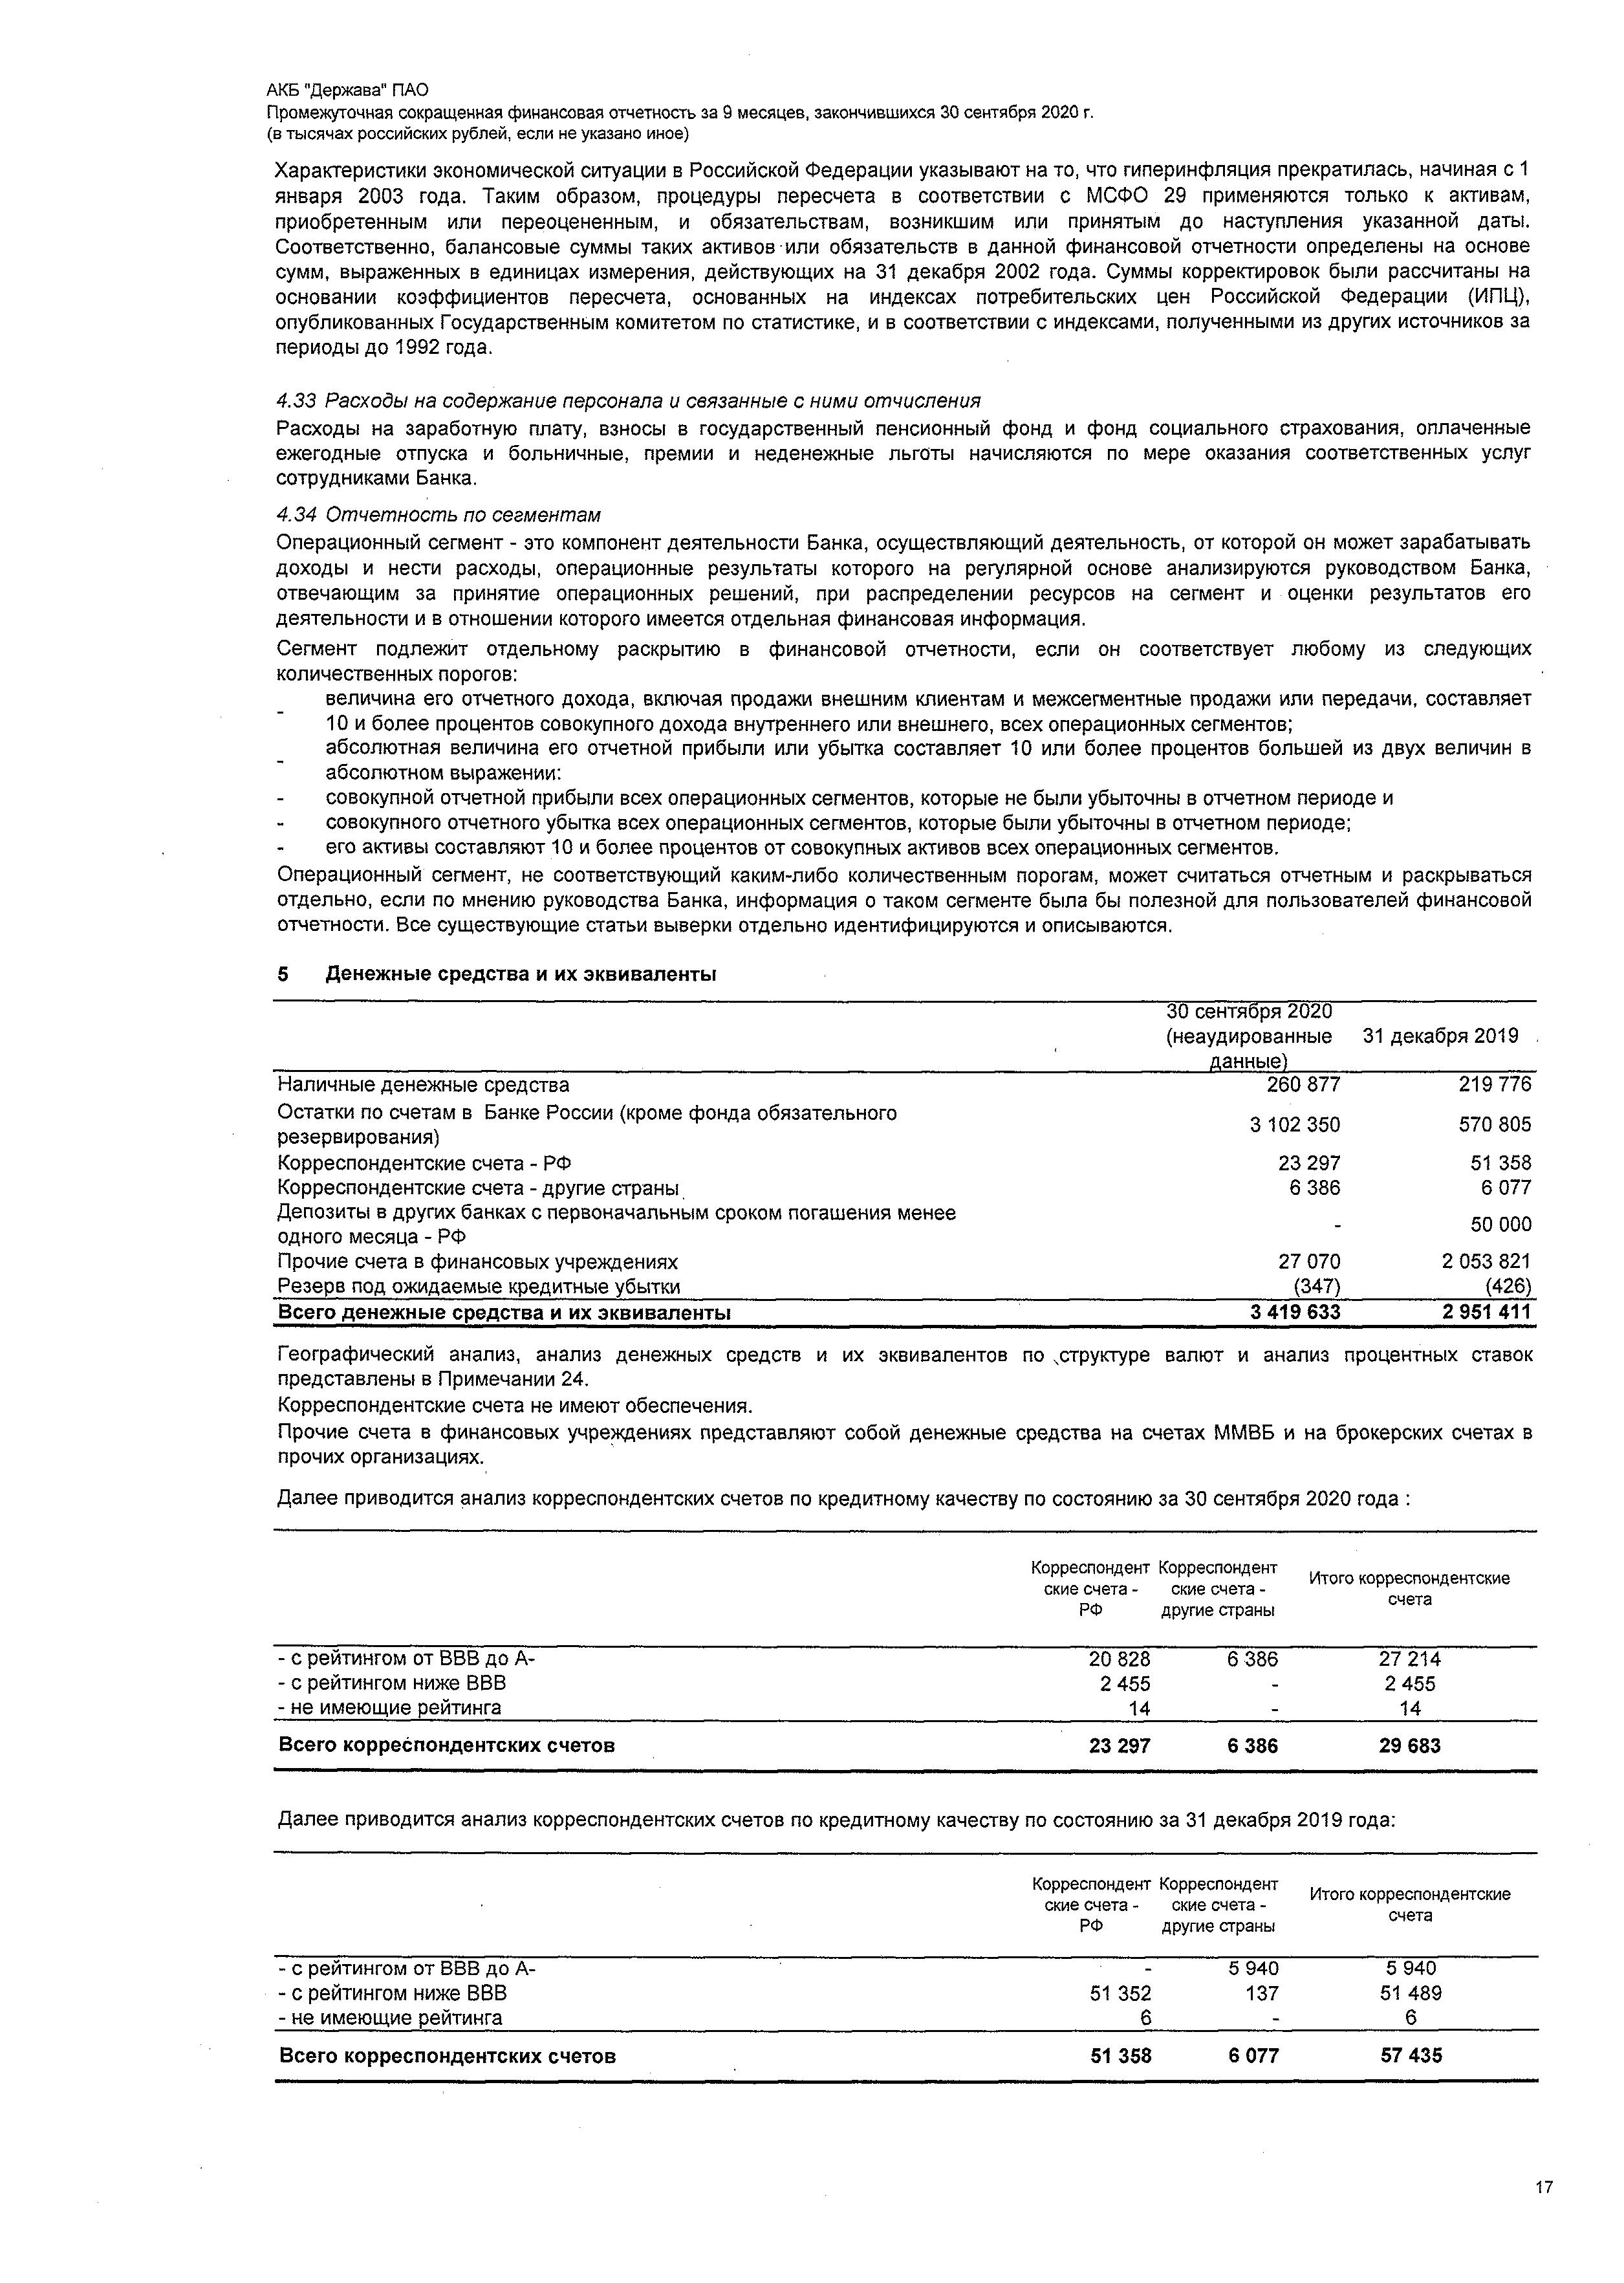 АКБ "Держава" ПАО
Промежуточная сокращенная финансовая отчетность за 9 месяцев, закончившихся 30 сентября 2020 г.
(в тысячах российских рублей, если не указано иное)
Характеристики экономической ситуации в Российской Федерации указывают на то, что гиперинфляция прекратилась, начиная с 1
января 2003 года. Таким образом, процедуры пересчета в соответствии с МСФО 29 применяются только к активам,
приобретенным или переоцененным, и обязательствам, возникшим или принятым до наступления указанной даты.
Соответственно, балансовые суммы таких активов или обязательств в данной финансовой отчетности определены на основе
сумм, выраженных в единицах измерения, действующих на 31 декабря 2002 года. Суммы корректировок были рассчитаны на
основании коэффициентов пересчета, основанных на индексах потребительских цен Российской Федерации (ИПЦ),
опубликованных Государственным комитетом по статистике, и в соответствии с индексами, полученными из других источников за
периоды до 1992 года.
4.33 Расходы на содержание персонала и связанные с ними отчисления
Расходы на заработную плату, взносы в государственный пенсионный фонд и фонд социального страхования, оплаченные
ежегодные отпуска и больничные, премии и неденежные льготы начисляются по мере оказания соответственных услуг
сотрудниками Банка.
4.34 Отчетность по сегментам
Операционный сегмент - это компонент деятельности Банка, осуществляющий деятельность, от которой он может зарабатывать
доходы и нести расходы, операционные результаты которого на регулярной основе анализируются руководством Банка,
отвечающим за принятие операционных решений, при распределении ресурсов на сегмент и оценки результатов его
деятельности и в отношении которого имеется отдельная финансовая информация.
Сегмент подлежит отдельному раскрытию в финансовой отчетности, если он соответствует любому из следующих
количественных порогов:
- величина его отчетного дохода, включая продажи внешним клиентам и межсегментные продажи или передачи, составляет
10 и более процентов совокупного дохода внутреннего или внешнего, всех операционных сегментов;
- абсолютная величина его отчетной прибыли или убытка составляет 10 или более процентов большей из двух величин в
абсолютном выражении:
- совокупной отчетной прибыли всех операционных сегментов, которые не были убыточны в отчетном периоде и
- совокупного отчетного убытка всех операционных сегментов, которые были убыточны в отчетном периоде;
- его активы составляют 10 и более процентов от совокупных активов всех операционных сегментов.
Операционный сегмент, не соответствующий каким-либо количественным порогам, может считаться отчетным и раскрываться
отдельно, если по мнению руководства Банка, информация о таком сегменте была бы полезной для пользователей финансовой
отчетности. Все существующие статьи выверки отдельно идентифицируются и описываются.
5 Денежные средства и их эквиваленты
30 сентября 2020
(неаудированные 31 декабря 2019
данные)
Наличные денежные средства 260 877 219 776
Остатки по счетам в Банке России (кроме фонда обязательного
резервирования) 3 102 350 570 805
Корреспондентские счета - РФ 23 297 51 358
Корреспондентские счета - другие страны 6 386 6 077
Депозиты в других банках с первоначальным сроком погашения менее
одного месяца - РФ - 50 000
Прочие счета в финансовых учреждениях 27 070 2 053 821
Резерв под ожидаемые кредитные убытки (347) (426)
Всего денежные средства и их эквиваленты 3 419 633 2 951 411
Географический анализ, анализ денежных средств и их эквивалентов по структуре валют и анализ процентных ставок
представлены в Примечании 24.
Корреспондентские счета не имеют обеспечения.
Прочие счета в финансовых учреждениях представляют собой денежные средства на счетах ММВБ и на брокерских счетах в
прочих организациях.
Далее приводится анализ корреспондентских счетов по кредитному качеству по состоянию за 30 сентября 2020 года :
Корреспондент Корреспондент Итого корреспондентские
ские счета - ские счета - счета
РФ другие страны
- с рейтингом от BBB до A- 20 828 6 386 27 214
- с рейтингом ниже BBB 2 455 - 2 455
- не имеющие рейтинга 14 - 14
Всего корреспондентских счетов 23 297 6 386 29 683
Далее приводится анализ корреспондентских счетов по кредитному качеству по состоянию за 31 декабря 2019 года:
Корреспондент Корреспондент Итого корреспондентские
ские счета - ские счета - счета
РФ другие страны
- с рейтингом от BBB до A- - 5 940 5 940
- с рейтингом ниже BBB 51 352 137 51 489
- не имеющие рейтинга 6 - 6
Всего корреспондентских счетов 51 358 6 077 57 435
17